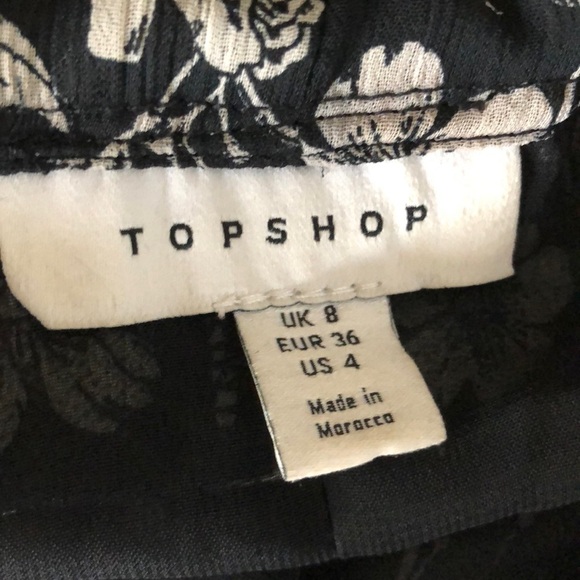 TOPSHOP
UK 8
EUR 36
US 4
Made in
Morocco